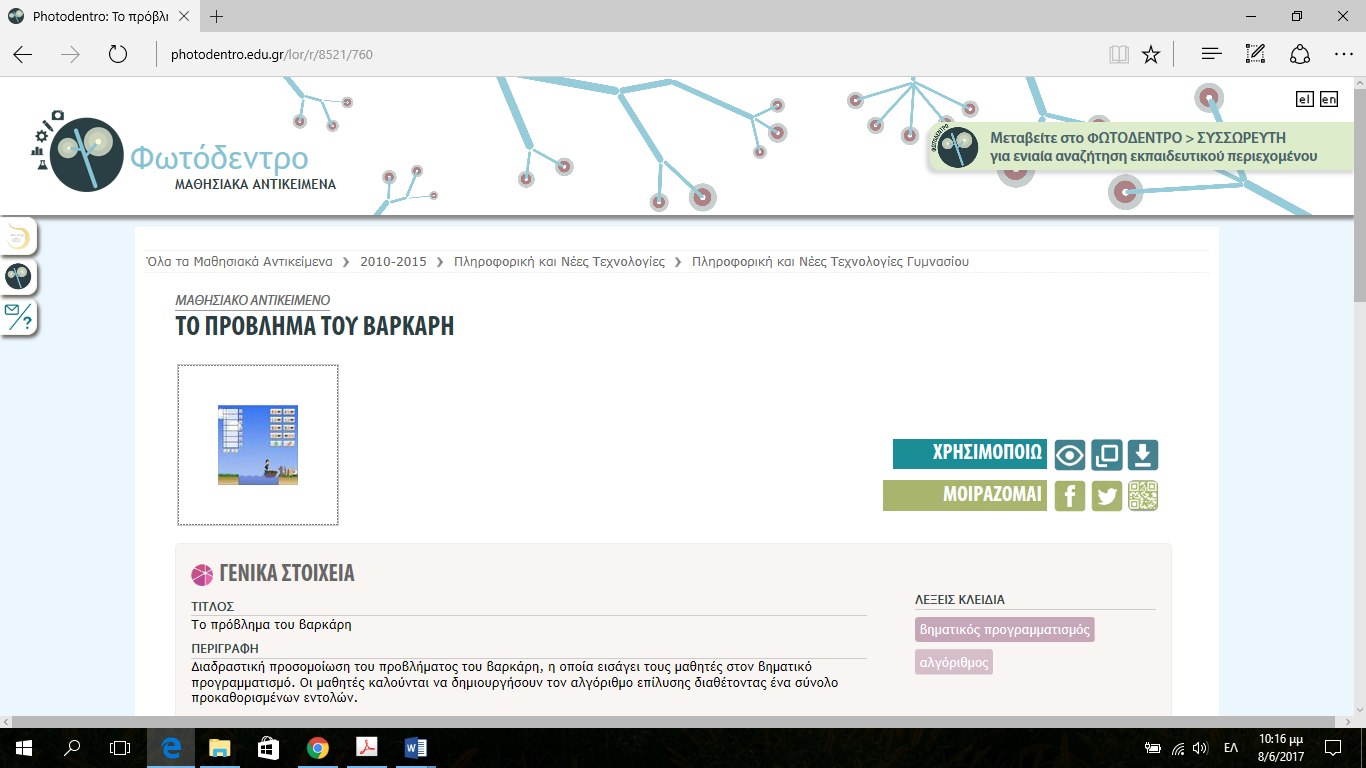 Photodentro: Το πρόβλι
photodentro.edu.gr/lor/r/8521/760
el en
Φωτόδεντρο
ΜΑΘΗΣΙΑΚΑ ΑΝΤΙΚΕΙΜΕΝΑ
ΦΩΤΟΔΕΝΤΡΟ
Μεταβείτε στο ΦΩΤΟΔΕΝΤΡΟ > ΣΥΣΣΩΡΕΥΤΗ
για ενιαία αναζήτηση εκπαιδευτικού περιεχομένου
Όλα τα Μαθησιακά Αντικείμενα > 2010-2015 > Πληροφορική και Νέες Τεχνολογίες > Πληροφορική και Νέες Τεχνολογίες Γυμνασίου
ΜΑΘΗΣΙΑΚΟ ΑΝΤΙΚΕΙΜΕΝΟ
ΤΟ ΠΡΟΒΛΗΜΑ ΤΟΥ ΒΑΡΚΑΡΗ
ΧΡΗΣΙΜΟΠΟΙΩ
ΜΟΙΡΑΖΟΜΑΙ
ΓΕΝΙΚΑ ΣΤΟΙΧΕΙΑ
ΤΙΤΛΟΣ
Το πρόβλημα του βαρκάρη
ΠΕΡΙΓΡΑΦΗ
Διαδραστική προσομοίωση του προβλήματος του βαρκάρη, η οποία εισάγει τους μαθητές στον βηματικό
προγραμματισμό. Οι μαθητές καλούνται να δημιουργήσουν τον αλγόριθμο επίλυσης διαθέτοντας ένα σύνολο
προκαθορισμένων εντολών.
ΛΕΞΕΙΣ ΚΛΕΙΔΙΑ
βηματικός προγραμματισμός
αλγόριθμος
ΕΛ
10:16 μμ
8/6/2017